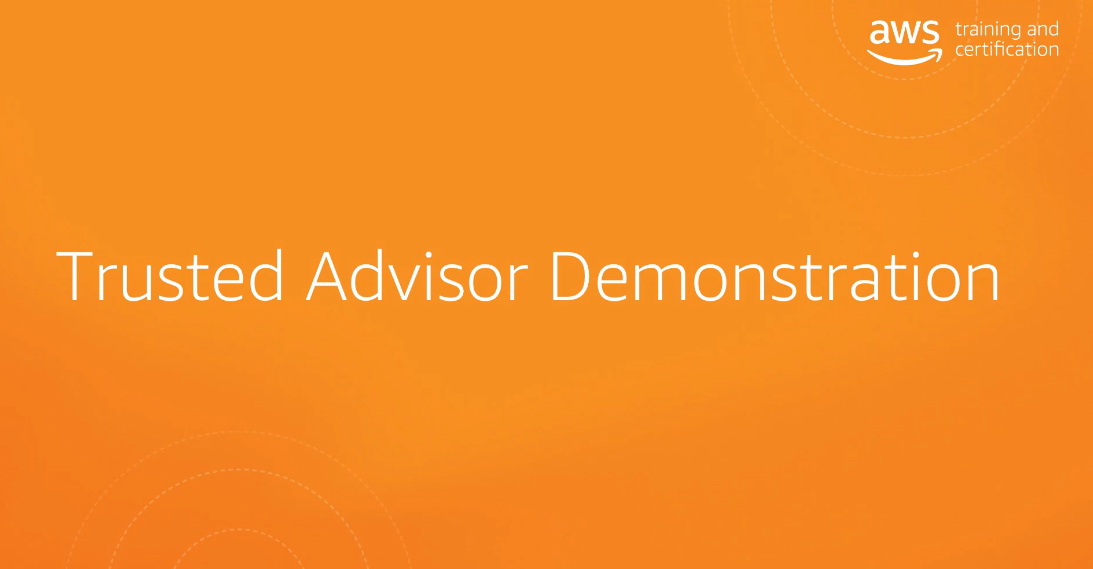 aws training and
certification
Trusted Advisor Demonstration